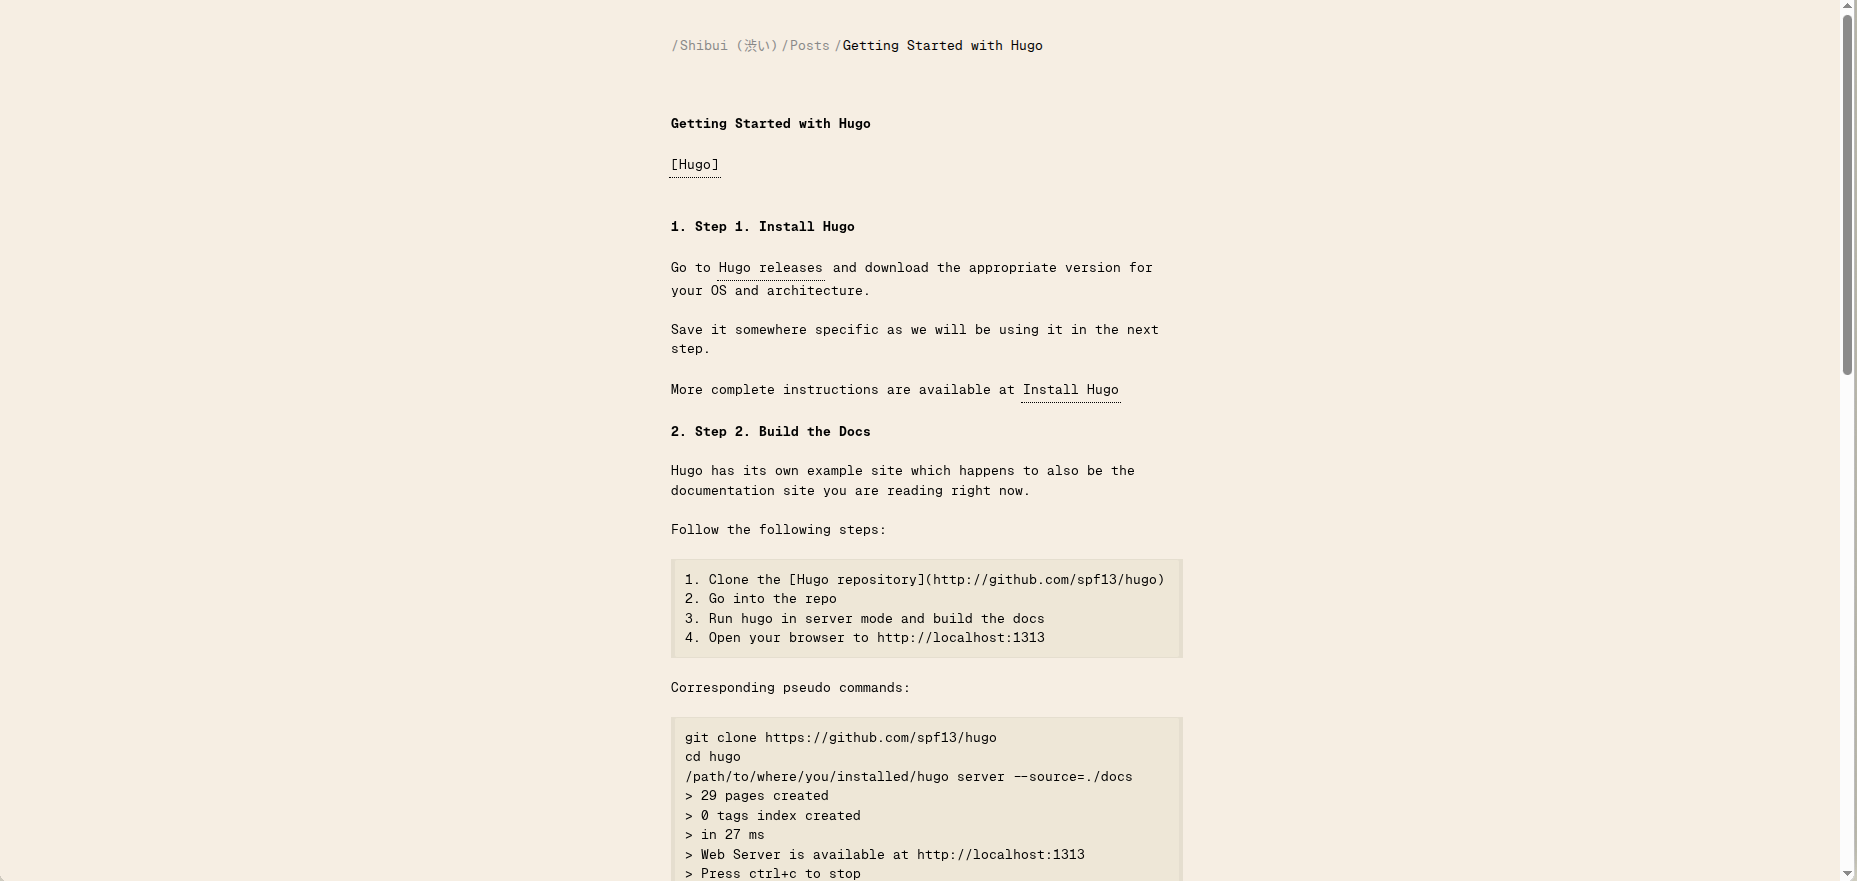 /Shibui (渋い)/Posts /Getting Started with Hugo
Getting Started with Hugo
[Hugo]
1. Step 1. Install Hugo
Go to Hugo releases and download the appropriate version for
your OS and architecture.
Save it somewhere specific as we will be using it in the next
step.
More complete instructions are available at Install Hugo
2. Step 2. Build the Docs
Hugo has its own example site which happens to also be the
documentation site you are reading right now.
Follow the following steps:
1. Clone the [Hugo repository](http://github.com/spf13/hugo)
2. Go into the repo
3. Run hugo in server mode and build the docs
4. Open your browser to http://localhost:1313
Corresponding pseudo commands:
git clone https://github.com/spf13/hugo
cd hugo
/path/to/where/you/installed/hugo server --source=./docs
> 29 pages created
> 0 tags index created
> in 27 ms
> Web Server is available at http://localhost:1313
> Press ctrl+c to stop